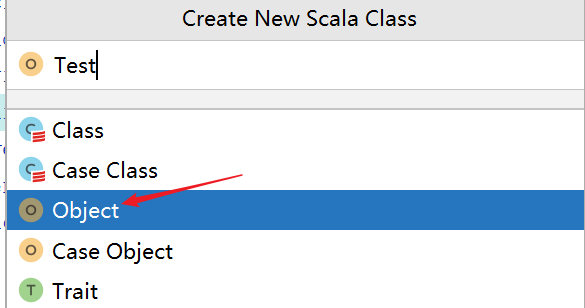 Create New Scala Class
O Test
C Class
C Case Class
O Object
O Case Object
T Trait